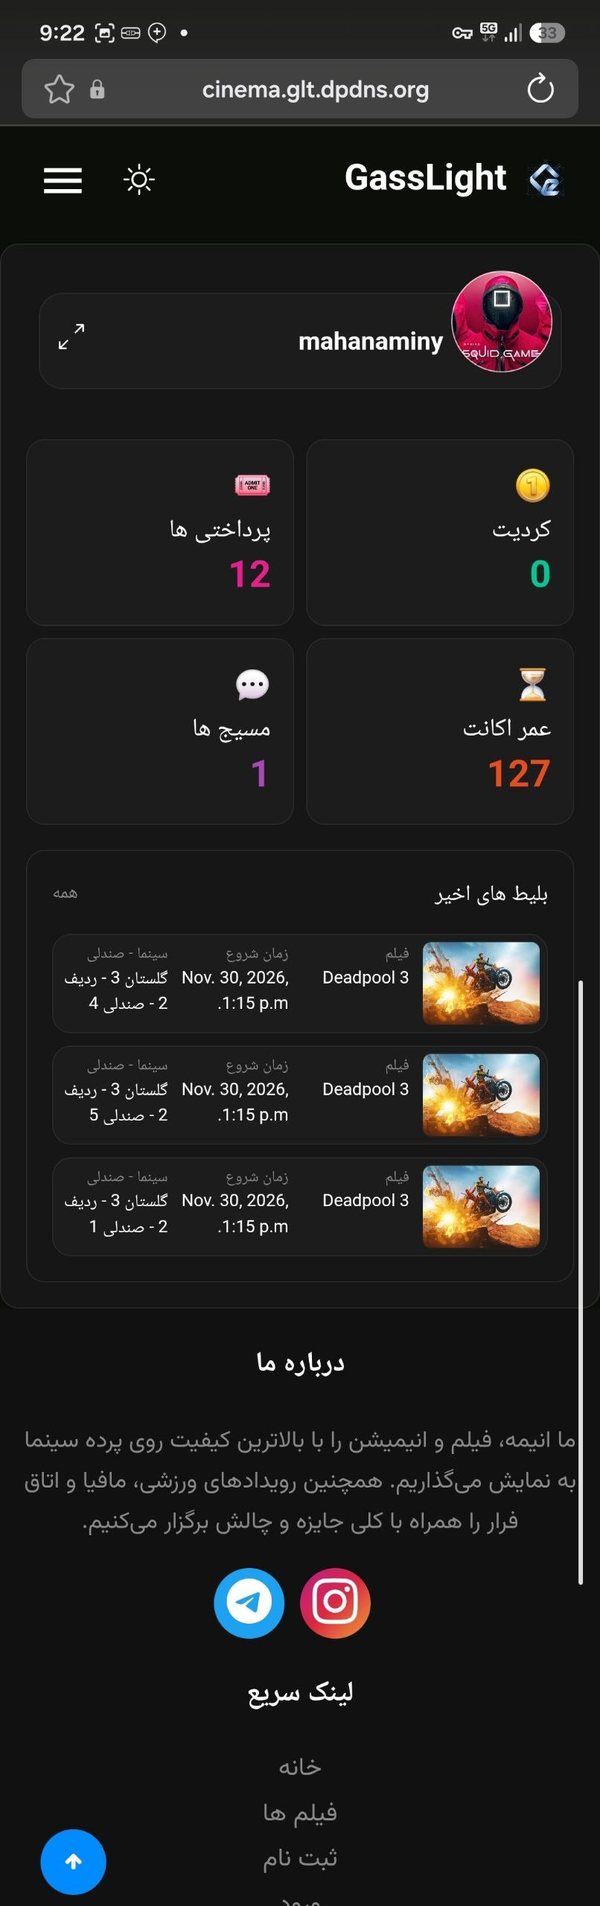 9:22
5G
33
cinema.glt.dpdns.org
GassLight
mahanaminy
SQUID GAME
کردیت
0
ADMIT ONE
پرداختی ها
12
عمر اکانت
127
مسیج ها
1
بلیط های اخیر
همه
فیلم
Deadpool 3
زمان شروع
Nov. 30, 2026,
1:15 p.m.
سینما - صندلی
گلستان 3 - ردیف
2 - صندلی 4
فیلم
Deadpool 3
زمان شروع
Nov. 30, 2026,
1:15 p.m.
سینما - صندلی
گلستان 3 - ردیف
2 - صندلی 5
فیلم
Deadpool 3
زمان شروع
Nov. 30, 2026,
1:15 p.m.
سینما - صندلی
گلستان 3 - ردیف
2 - صندلی 1
درباره ما
ما انیمه، فیلم و انیمیشن را با بالاترین کیفیت روی پرده سینما
به نمایش می‌گذاریم. همچنین رویدادهای ورزشی، مافیا و اتاق
فرار را همراه با کلی جایزه و چالش برگزار می‌کنیم.
لینک سریع
خانه
فیلم ها
ثبت نام